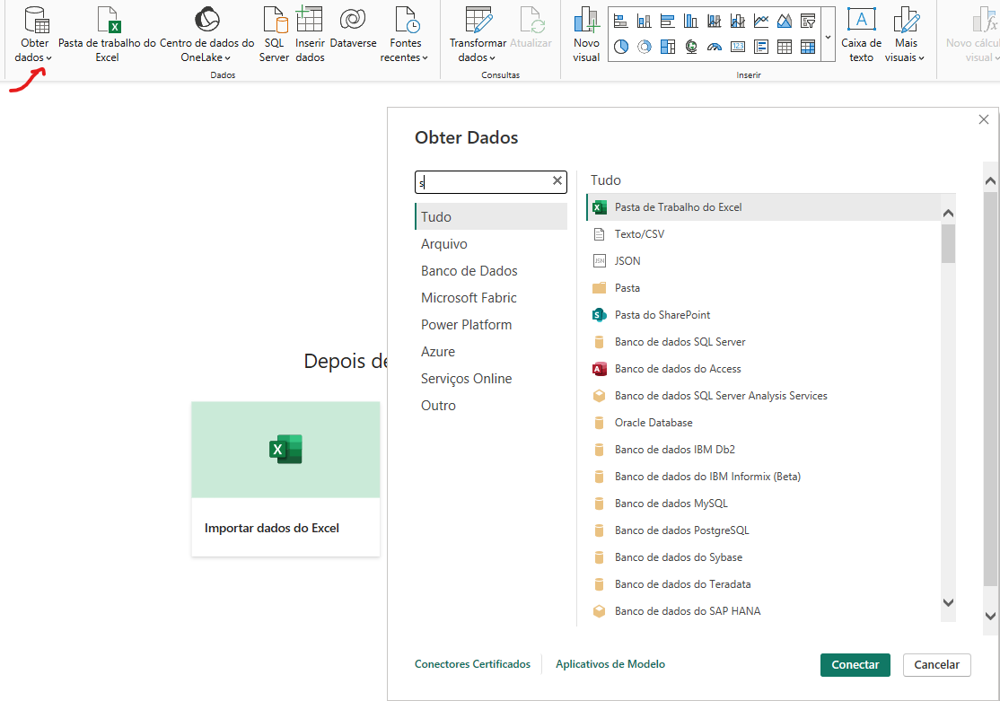 Obter dados
Pasta de trabalho do Excel
Centro de dados do OneLake
SQL Server
Inserir dados
Dataverse
Fontes recentes
Transformar dados
Atualizar
Novo visual
Caixa de texto
Mais visuais
Novo cálcul
visual
Dados
Consultas
Inserir
Obter Dados
s
Tudo
Arquivo
Banco de Dados
Microsoft Fabric
Power Platform
Azure
Serviços Online
Outro
Tudo
Pasta de Trabalho do Excel
Texto/CSV
JSON
Pasta
Pasta do SharePoint
Banco de dados SQL Server
Banco de dados do Access
Banco de dados SQL Server Analysis Services
Oracle Database
Banco de dados IBM Db2
Banco de dados do IBM Informix (Beta)
Banco de dados MySQL
Banco de dados PostgreSQL
Banco de dados do Sybase
Banco de dados do Teradata
Banco de dados do SAP HANA
Depois de
Importar dados do Excel
Conectores Certificados
Aplicativos de Modelo
Conectar
Cancelar